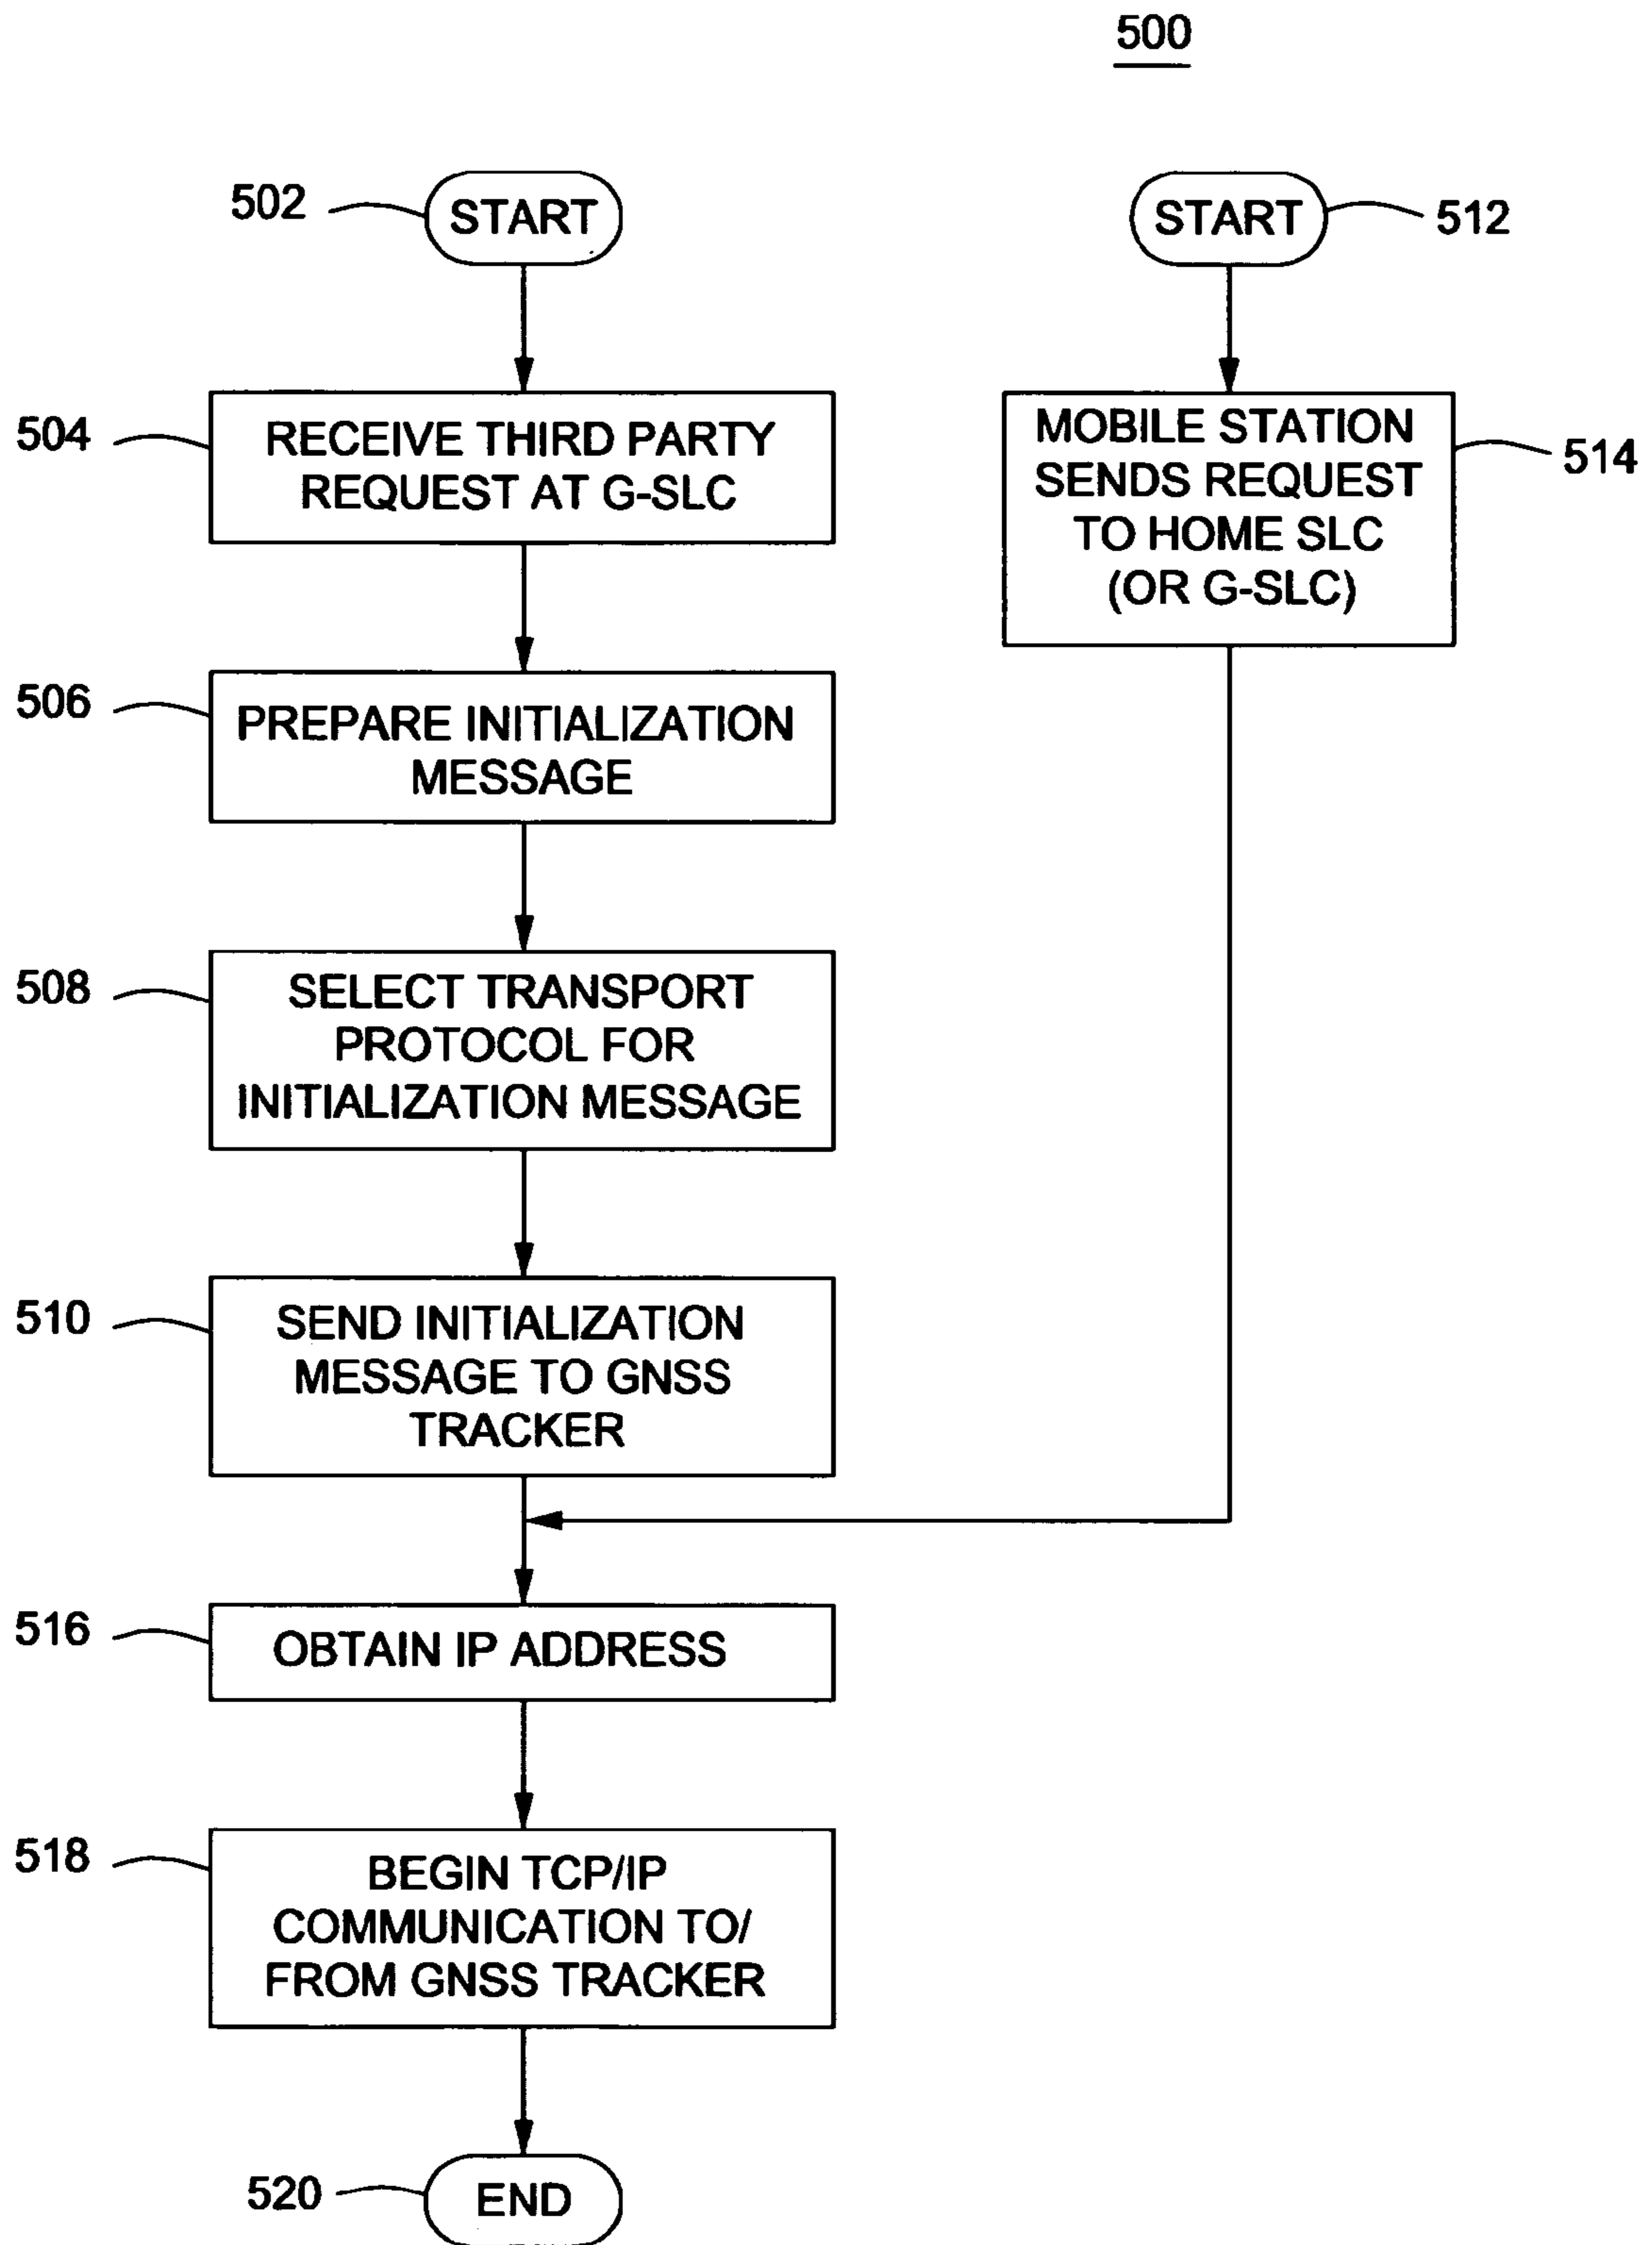 500
502
START
START
512
504
RECEIVE THIRD PARTY
REQUEST AT G-SLC
MOBILE STATION
SENDS REQUEST
TO HOME SLC
(OR G-SLC)
514
506
PREPARE INITIALIZATION
MESSAGE
508
SELECT TRANSPORT
PROTOCOL FOR
INITIALIZATION MESSAGE
510
SEND INITIALIZATION
MESSAGE TO GNSS
TRACKER
516
OBTAIN IP ADDRESS
518
BEGIN TCP/IP
COMMUNICATION TO/
FROM GNSS TRACKER
520
END